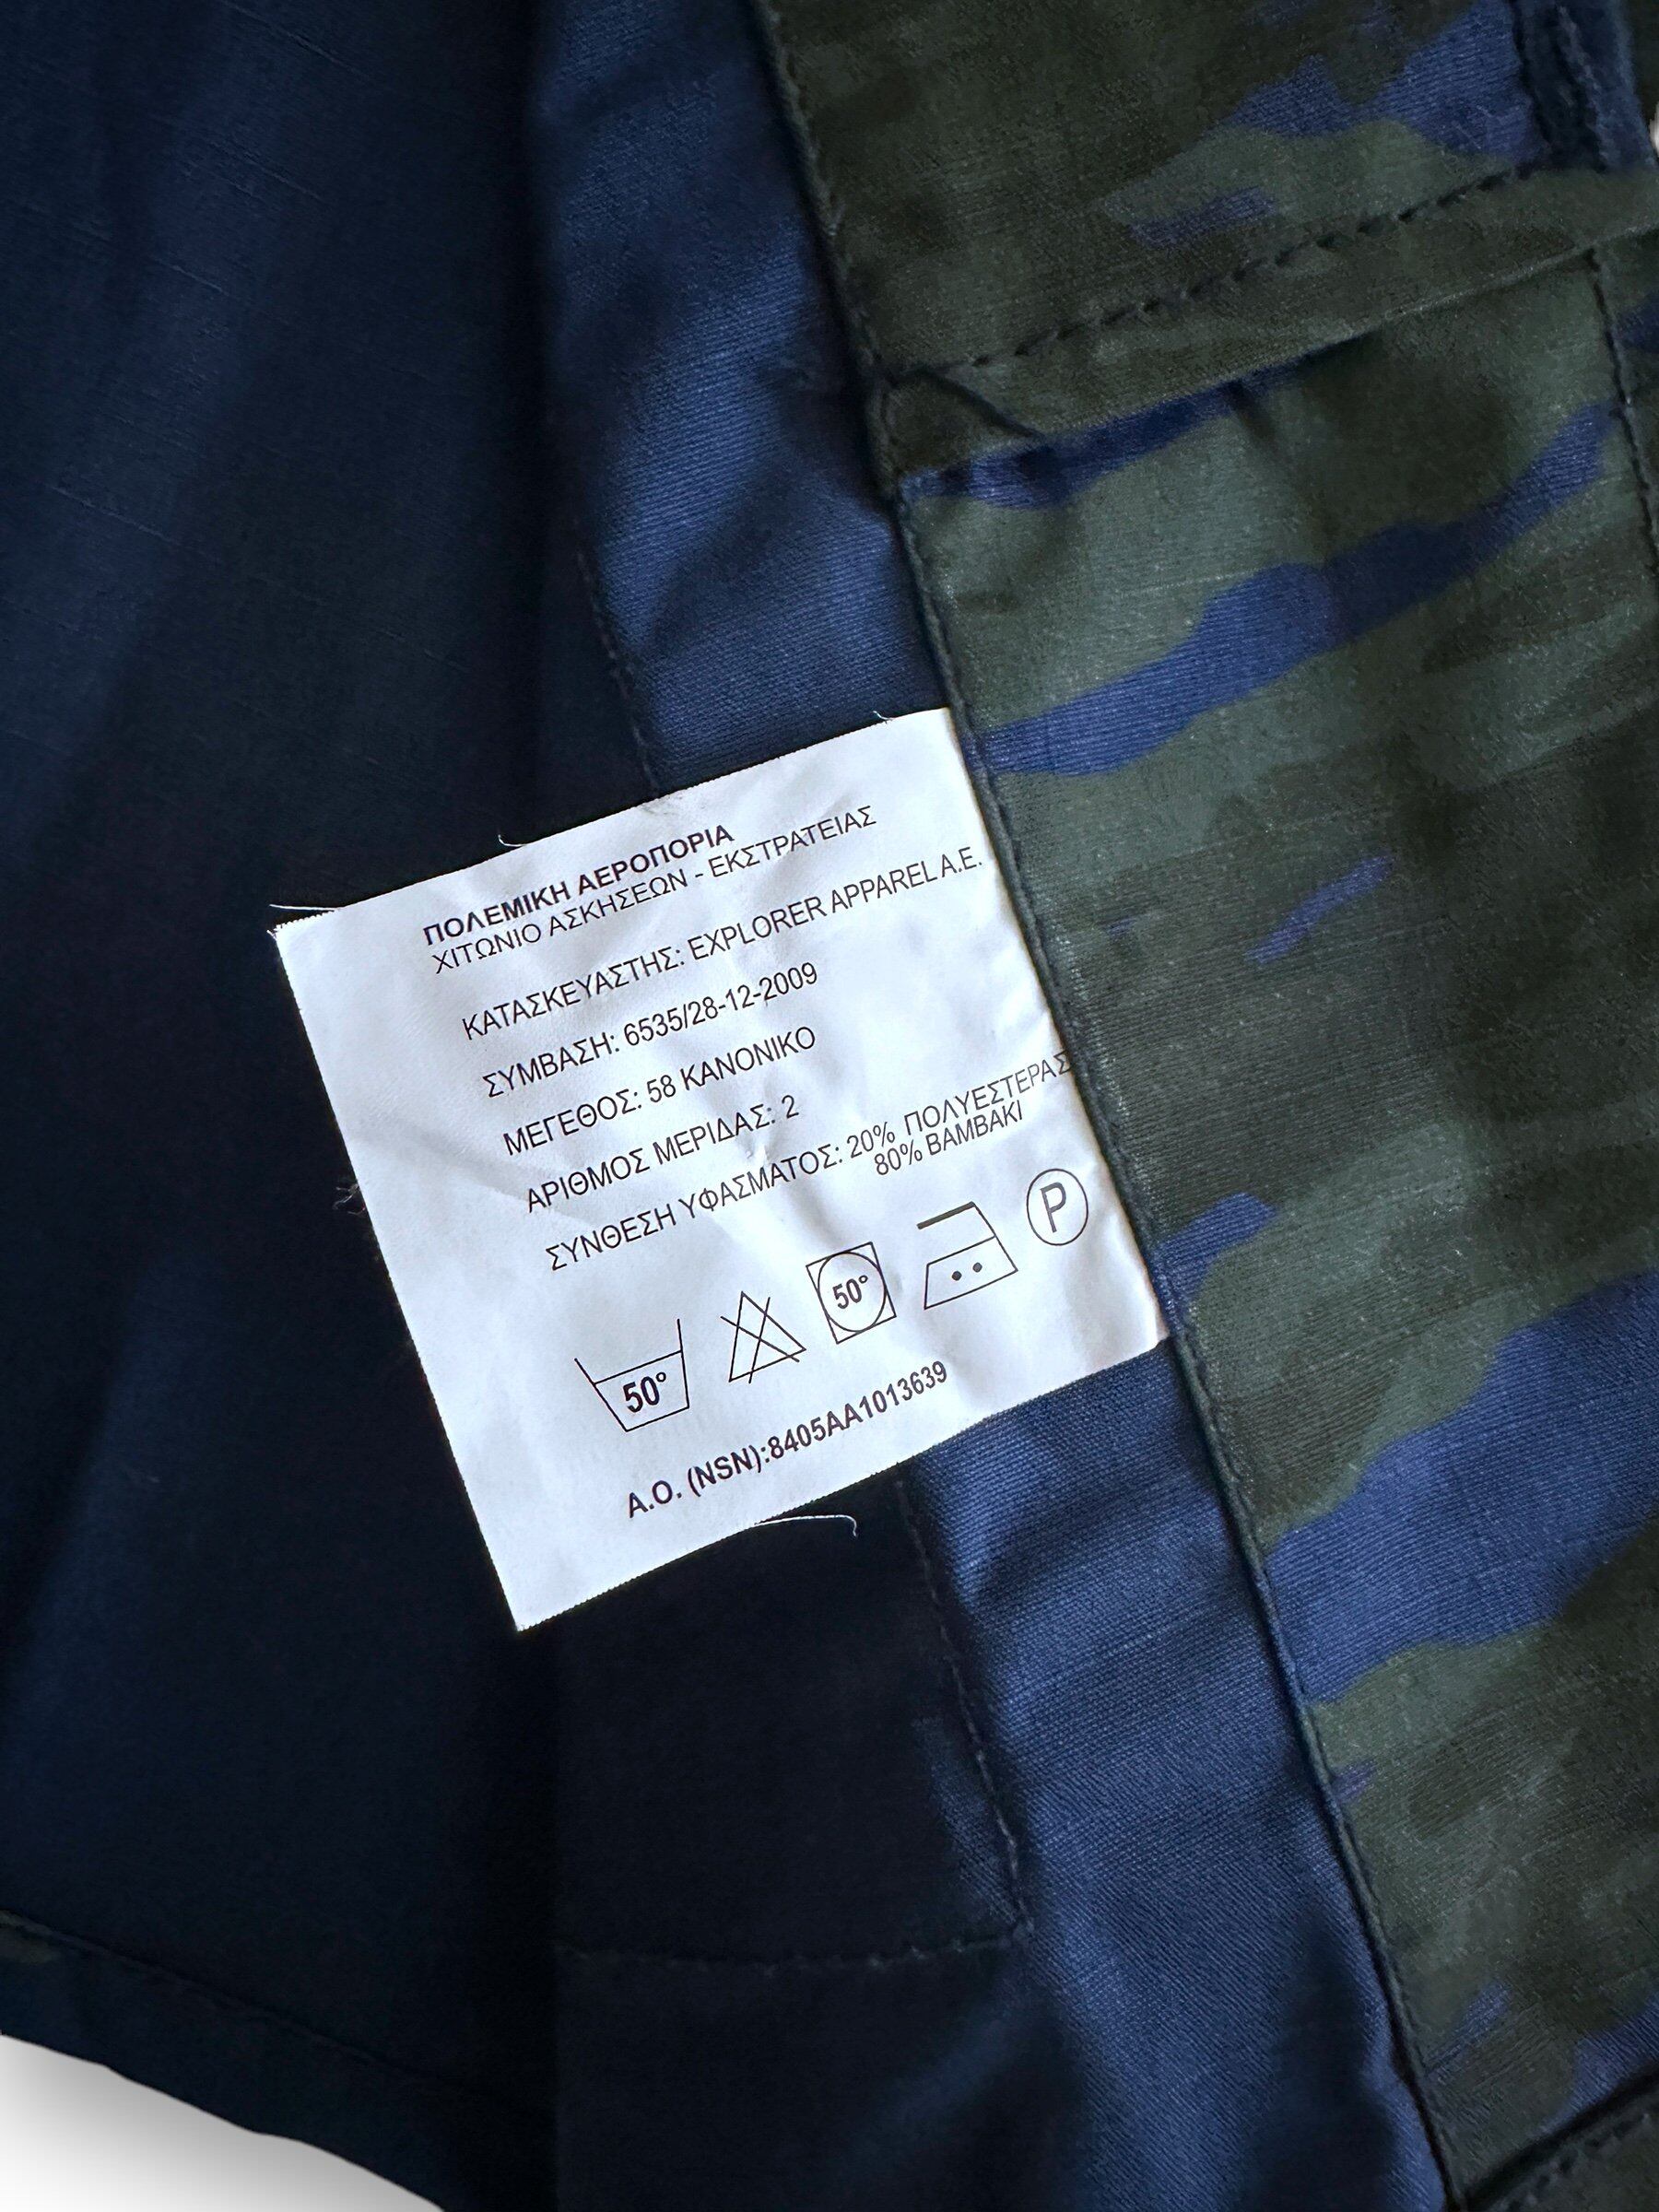 ΠΟΛΕΜΙΚΗ ΑΕΡΟΠΟΡΙΑ
ΧΙΤΩΝΙΟ ΑΣΚΗΣΕΩΝ - ΕΚΣΤΡΑΤΕΙΑΣ
ΚΑΤΑΣΚΕΥΑΣΤΗΣ: EXPLORER APPAREL A.E.
ΣΥΜΒΑΣΗ: 6535/28-12-2009
ΜΕΓΕΘΟΣ: 58 ΚΑΝΟΝΙΚΟ
ΑΡΙΘΜΟΣ ΜΕΡΙΔΑΣ: 2
ΣΥΝΘΕΣΗ ΥΦΑΣΜΑΤΟΣ: 20% ΠΟΛΥΕΣΤΕΡΑΣ
80% ΒΑΜΒΑΚΙ
50° 50° P
Α.Ο. (NSN):8405AA1013639